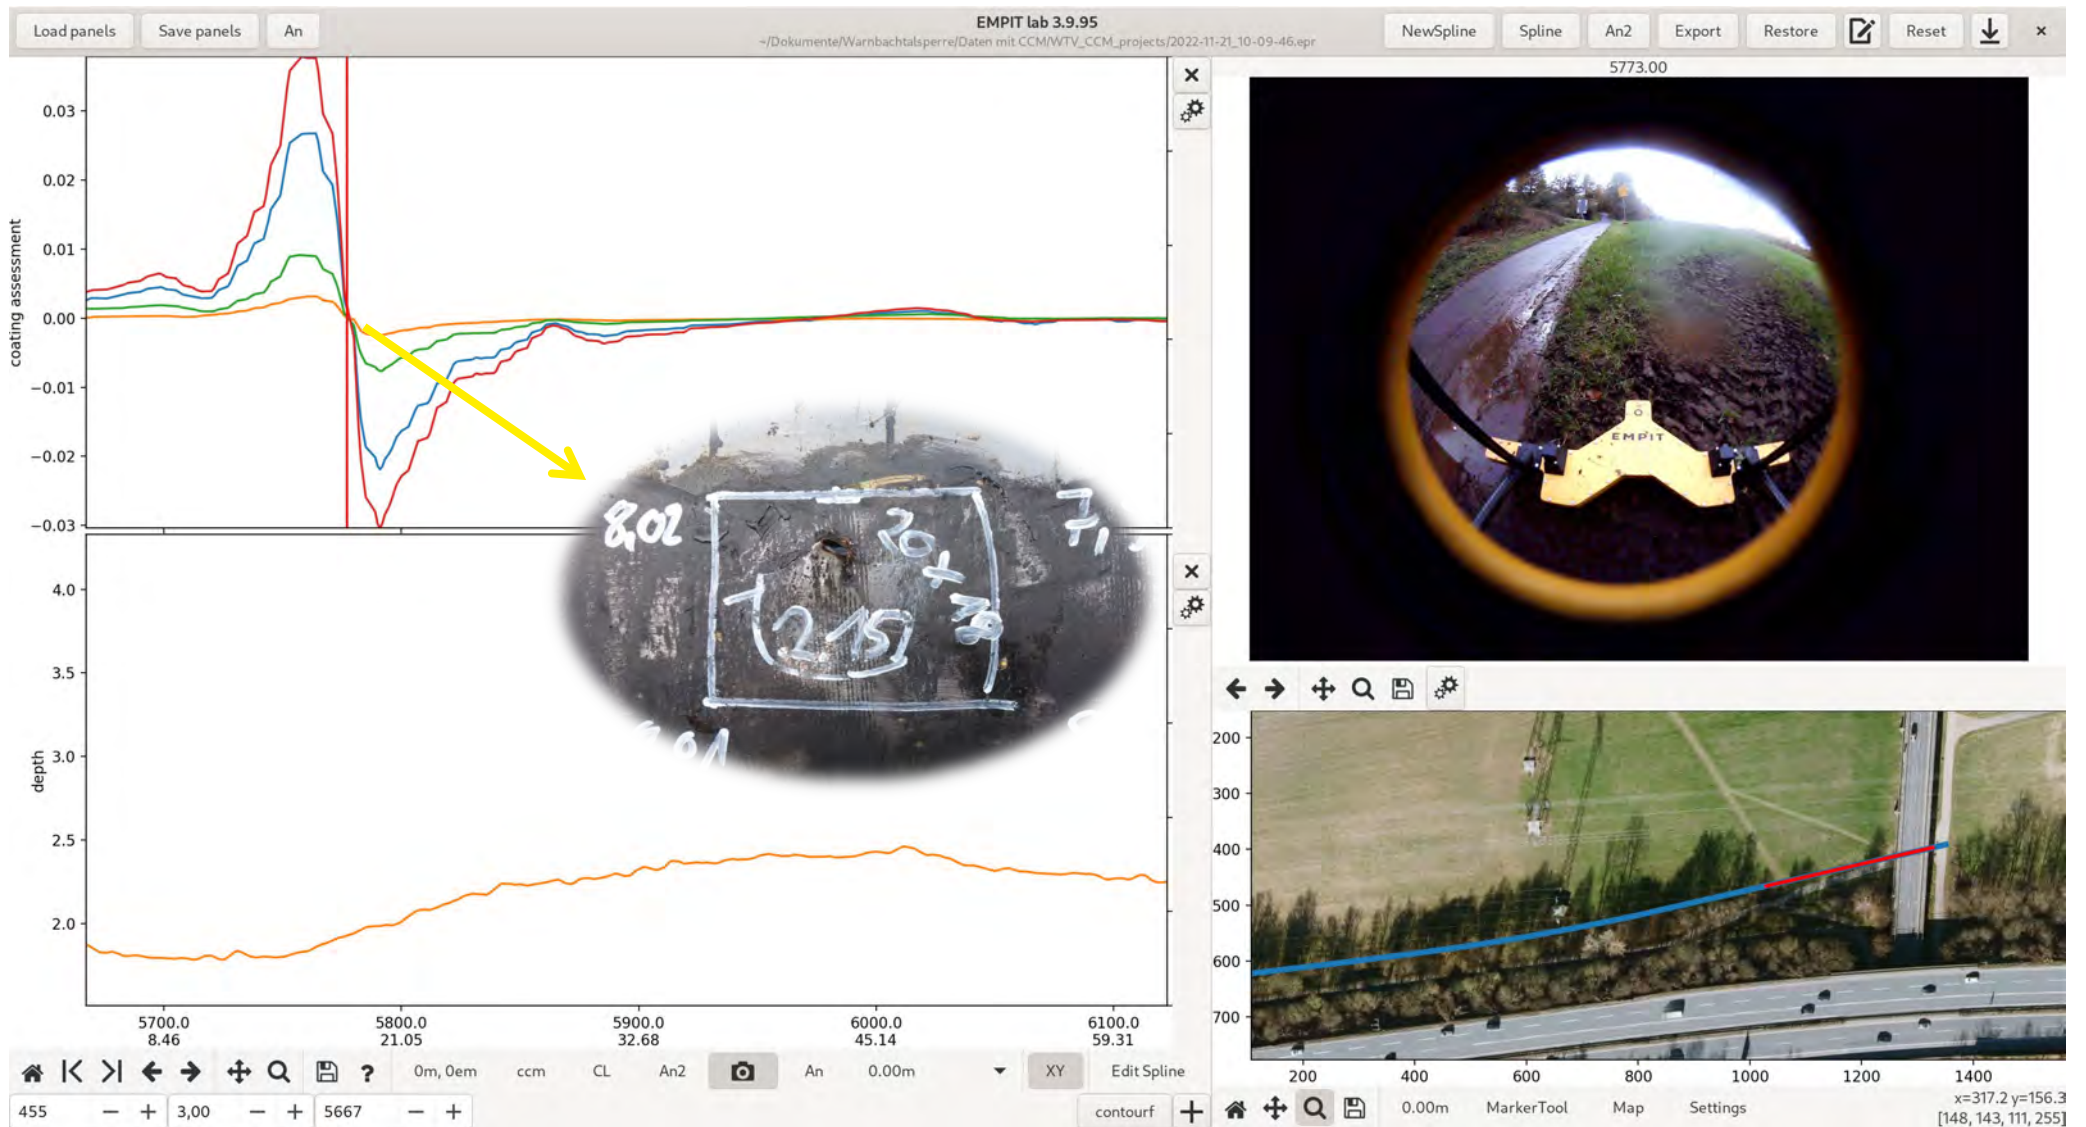 Load panels
Save panels
An
EMPIT lab 3.9.95
~/Dokumente/Warnbachtalsperre/Daten mit CCM/WTV_CCM_projects/2022-11-21_10-09-46.epr
NewSpline
Spline
An2
Export
Restore
Reset
5773.00
coating assessment
0.03
0.02
0.01
0.00
−0.01
−0.02
−0.03
8,02
20
x
30
2.15
EMPIT
depth
4.0
3.5
3.0
2.5
2.0
5700.0 5800.0 5900.0 6000.0 6100.0
8.46 21.05 32.68 45.14 59.31
200
300
400
500
600
700
200 400 600 800 1000 1200 1400
0m, 0em
ccm
CL
An2
An
0.00m
XY
Edit Spline
455
3,00
5667
contourf
0.00m
MarkerTool
Map
Settings
x=317.2 y=156.3
[148, 143, 111, 255]